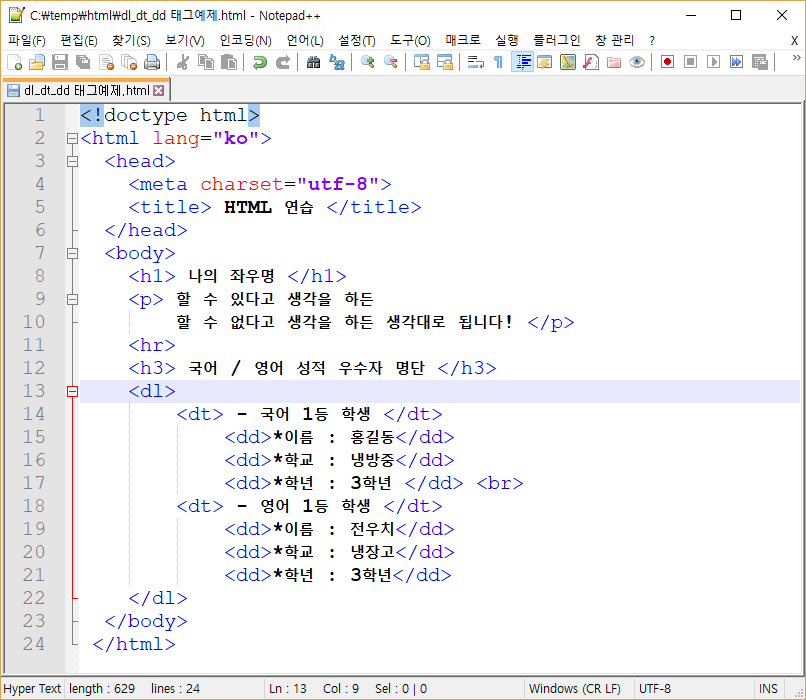 C:₩temp₩html₩dl_dt_dd 태그예제.html - Notepad++
파일(F) 편집(E) 찾기(S) 보기(V) 인코딩(N) 언어(L) 설정(T) 도구(O) 매크로 실행 플러그인 창 관리 ? X
dl_dt_dd 태그예제.html
1 <!doctype html>
2 <html lang="ko">
3 <head>
4 <meta charset="utf-8">
5 <title> HTML 연습 </title>
6 </head>
7 <body>
8 <h1> 나의 좌우명 </h1>
9 <p> 할 수 있다고 생각을 하든
10 할 수 없다고 생각을 하든 생각대로 됩니다! </p>
11 <hr>
12 <h3> 국어 / 영어 성적 우수자 명단 </h3>
13 <dl>
14 <dt> - 국어 1등 학생 </dt>
15 <dd>*이름 : 홍길동</dd>
16 <dd>*학교 : 냉방중</dd>
17 <dd>*학년 : 3학년 </dd> <br>
18 <dt> - 영어 1등 학생 </dt>
19 <dd>*이름 : 전우치</dd>
20 <dd>*학교 : 냉장고</dd>
21 <dd>*학년 : 3학년</dd>
22 </dl>
23 </body>
24 </html>
Hyper Text length : 629 lines : 24 Ln : 13 Col : 9 Sel : 0 | 0 Windows (CR LF) UTF-8 INS